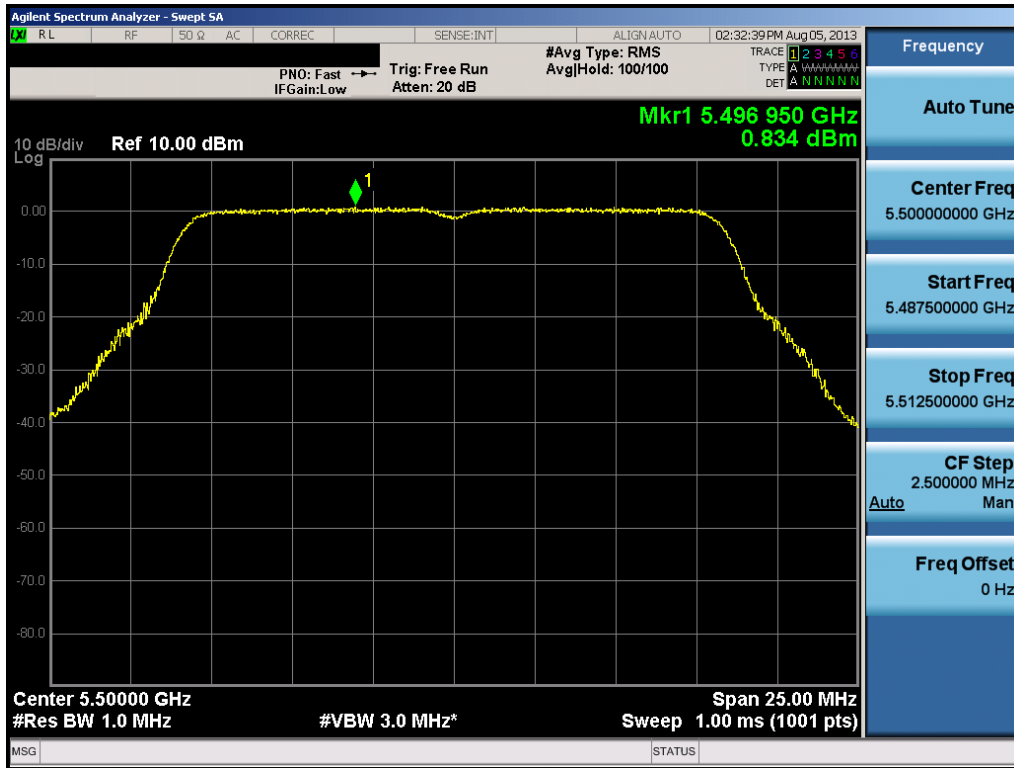 Agilent Spectrum Analyzer - Swept SA
LXI RL RF 50 Ω AC CORREC SENSE:INT ALIGN AUTO 02:32:39 PM Aug 05, 2013
PNO: Fast
IFGain:Low
Trig: Free Run
Atten: 20 dB
#Avg Type: RMS
Avg|Hold: 100/100
TRACE 1 2 3 4 5 6
TYPE A WWWWW
DET A N N N N N
Mkr1 5.496 950 GHz
0.834 dBm
10 dB/div
Log
Ref 10.00 dBm
1
0.00
-10.0
-20.0
-30.0
-40.0
-50.0
-60.0
-70.0
-80.0
Center 5.50000 GHz
Span 25.00 MHz
#Res BW 1.0 MHz
#VBW 3.0 MHz*
Sweep 1.00 ms (1001 pts)
MSG
STATUS
Frequency
Auto Tune
Center Freq
5.500000000 GHz
Start Freq
5.487500000 GHz
Stop Freq
5.512500000 GHz
CF Step
2.500000 MHz
Auto Man
Freq Offset
0 Hz